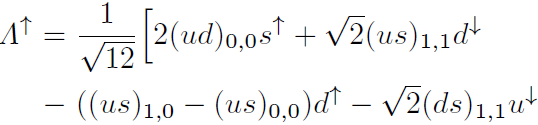 Λ↑ = 1/√12 [2(ud)₀,₀s↑ + √2(us)₁,₁d↓
− ((us)₁,₀ − (us)₀,₀)d↑ − √2(ds)₁,₁u↓